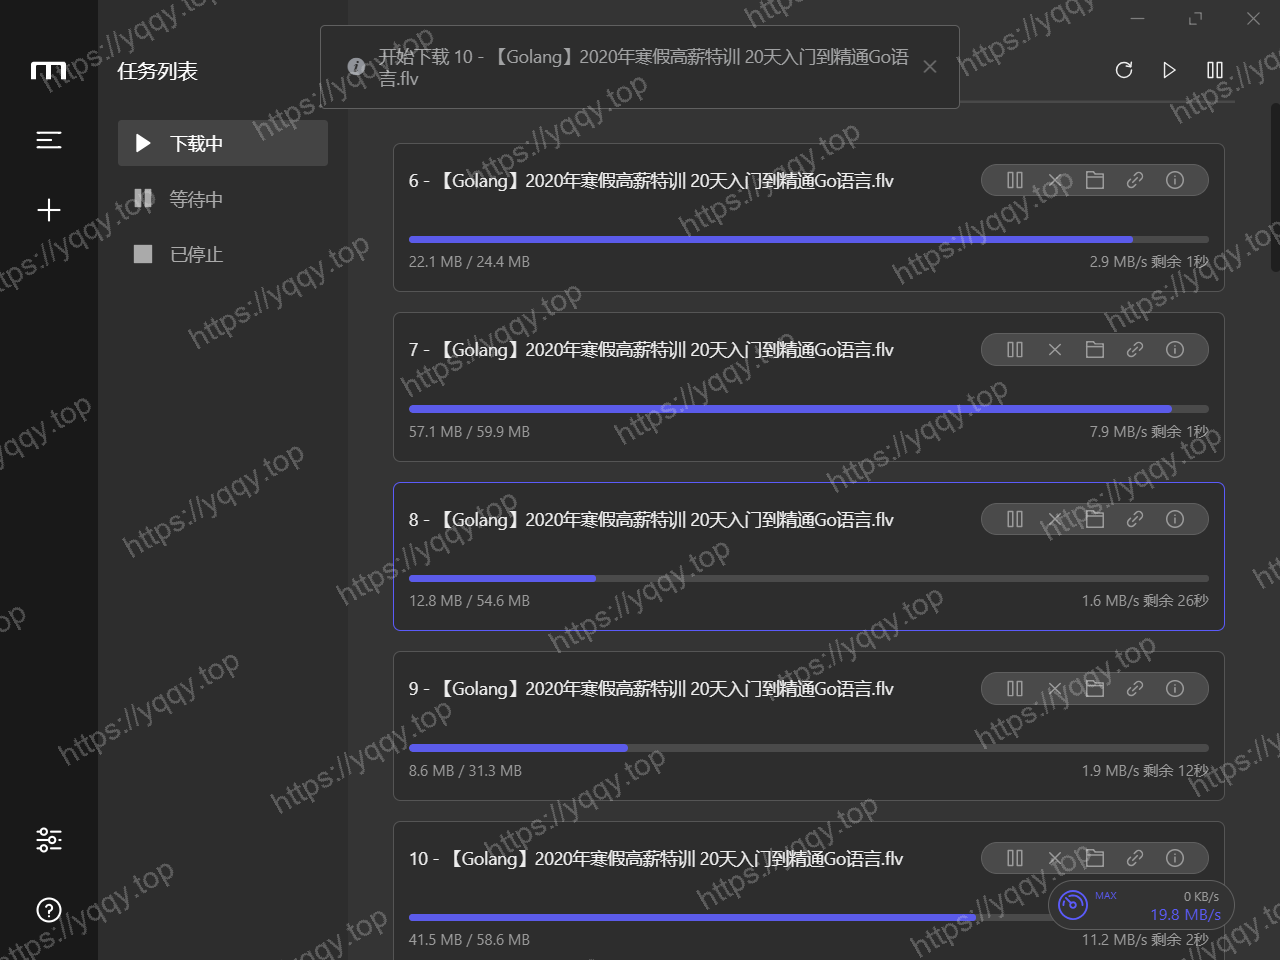 任务列表
下载中
等待中
已停止
开始下载 10 - 【Golang】2020年寒假高薪特训 20天入门到精通Go语
言.flv
6 - 【Golang】2020年寒假高薪特训 20天入门到精通Go语言.flv
22.1 MB / 24.4 MB
2.9 MB/s 剩余 1秒
7 - 【Golang】2020年寒假高薪特训 20天入门到精通Go语言.flv
57.1 MB / 59.9 MB
7.9 MB/s 剩余 1秒
8 - 【Golang】2020年寒假高薪特训 20天入门到精通Go语言.flv
12.8 MB / 54.6 MB
1.6 MB/s 剩余 26秒
9 - 【Golang】2020年寒假高薪特训 20天入门到精通Go语言.flv
8.6 MB / 31.3 MB
1.9 MB/s 剩余 12秒
10 - 【Golang】2020年寒假高薪特训 20天入门到精通Go语言.flv
MAX
0 KB/s
19.8 MB/s
41.5 MB / 58.6 MB
11.2 MB/s 剩余 2秒
https://yqqy.top